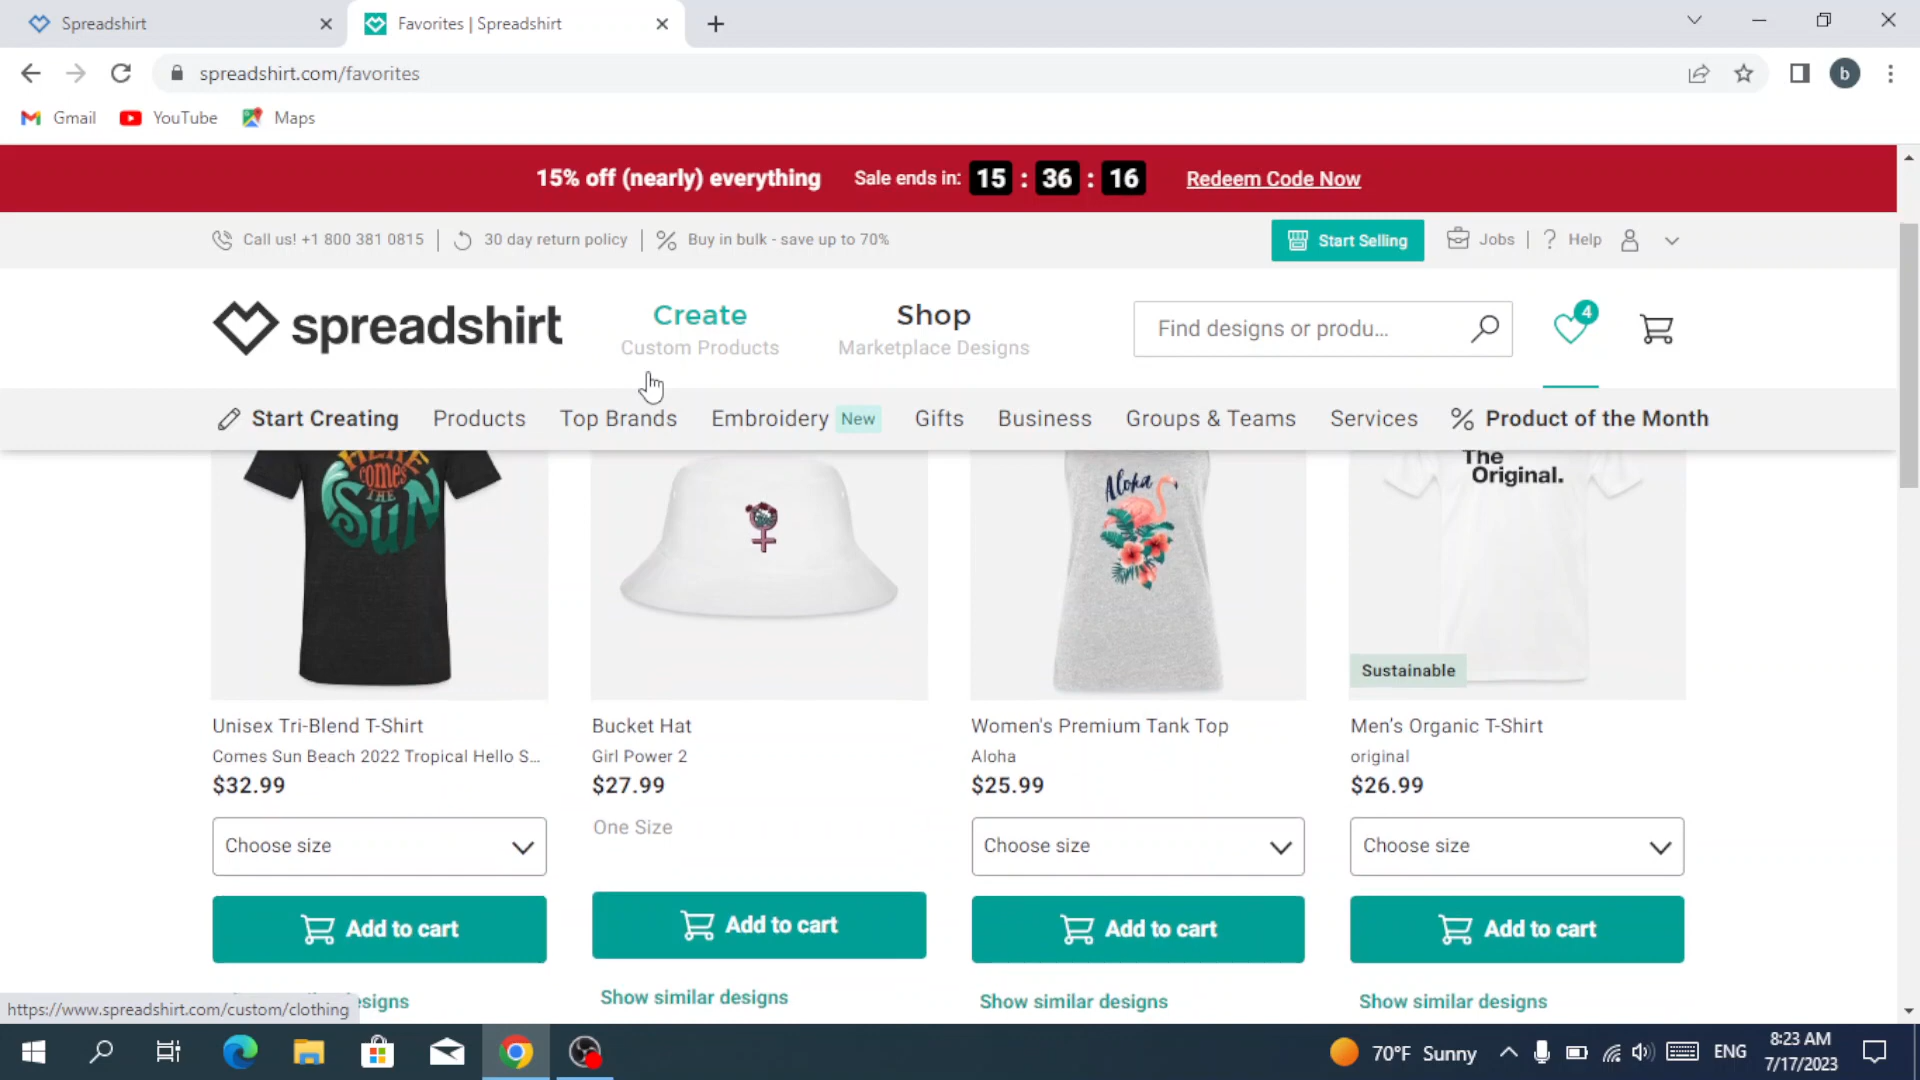 Spreadshirt
Favorites | Spreadshirt
spreadshirt.com/favorites
b
Gmail YouTube Maps
15% off (nearly) everything Sale ends in: 15 : 36 : 16 Redeem Code Now
Call us! +1 800 381 0815 | 30 day return policy | Buy in bulk - save up to 70% Start Selling Jobs | Help
spreadshirt Create Shop Find designs or produ... 4
Custom Products Marketplace Designs
Start Creating Products Top Brands Embroidery New Gifts Business Groups & Teams Services Product of the Month
HERE
comes
THE
SUN
Aloha
The
Original.
Sustainable
Unisex Tri-Blend T-Shirt Bucket Hat Women's Premium Tank Top Men's Organic T-Shirt
Comes Sun Beach 2022 Tropical Hello S... Girl Power 2 Aloha original
$32.99 $27.99 $25.99 $26.99
Choose size One Size Choose size Choose size
Add to cart Add to cart Add to cart Add to cart
esigns Show similar designs Show similar designs Show similar designs
https://www.spreadshirt.com/custom/clothing
70°F Sunny ENG 8:23 AM
7/17/2023